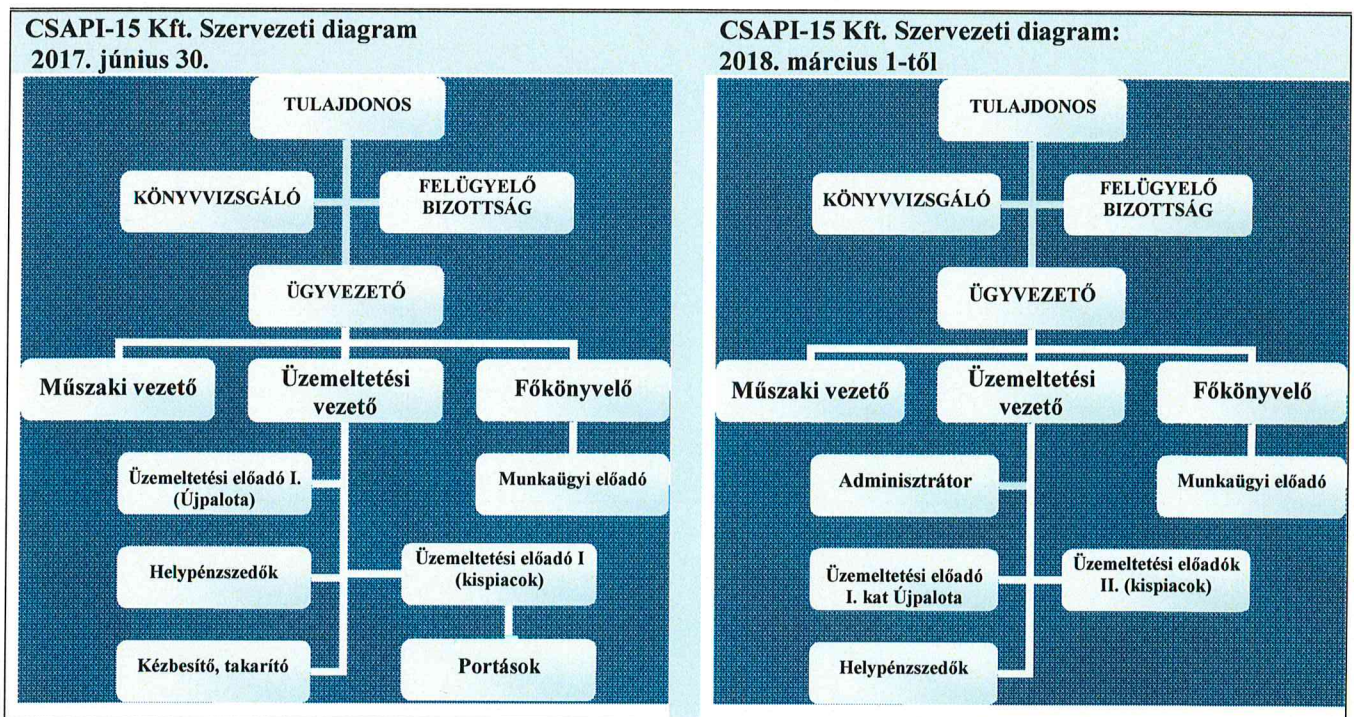 CSAPI-15 Kft. Szervezeti diagram
2017. június 30.
TULAJDONOS
KÖNYVVIZSGÁLÓ
FELÜGYELŐ
BIZOTTSÁG
ÜGYVEZETŐ
Műszaki vezető
Üzemeltetési
vezető
Főkönyvelő
Üzemeltetési előadó I.
(Újpalota)
Munkaügyi előadó
Helypénzszedők
Üzemeltetési előadó I
(kispiacok)
Kézbesítő, takarító
Portások
CSAPI-15 Kft. Szervezeti diagram:
2018. március 1-től
TULAJDONOS
KÖNYVVIZSGÁLÓ
FELÜGYELŐ
BIZOTTSÁG
ÜGYVEZETŐ
Műszaki vezető
Üzemeltetési
vezető
Főkönyvelő
Adminisztrátor
Munkaügyi előadó
Üzemeltetési előadó
I. kat Újpalota
Üzemeltetési előadók
II. (kispiacok)
Helypénzszedők